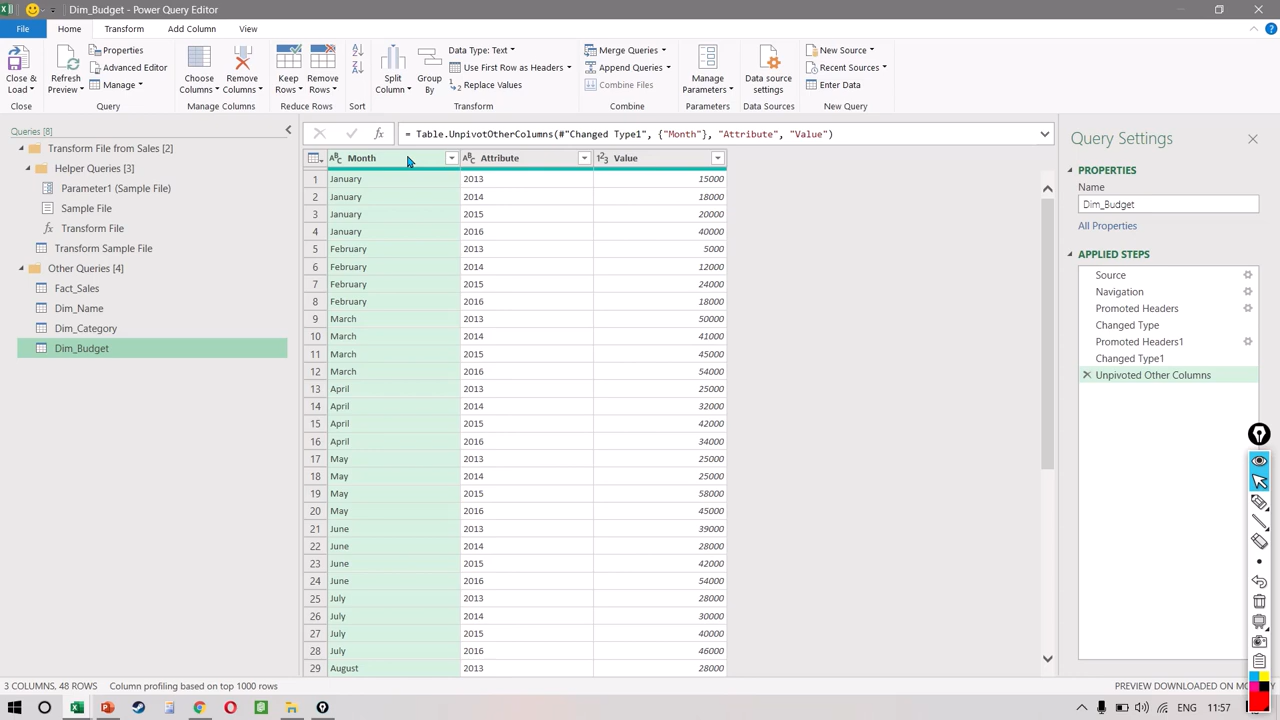 Dim_Budget - Power Query Editor
File Home Transform Add Column View
Close & Load
Refresh Preview
Properties
Advanced Editor
Manage
Choose Columns
Remove Columns
Keep Rows
Remove Rows
Split Column
Group By
Data Type: Text
Use First Row as Headers
Replace Values
Merge Queries
Append Queries
Combine Files
Manage Parameters
Data source settings
New Source
Recent Sources
Enter Data
Close Query Manage Columns Reduce Rows Sort Transform Combine Parameters Data Sources New Query
Queries [8]
Transform File from Sales [2]
Helper Queries [3]
Parameter1 (Sample File)
Sample File
fx Transform File
Transform Sample File
Other Queries [4]
Fact_Sales
Dim_Name
Dim_Category
Dim_Budget
fx = Table.UnpivotOtherColumns(#"Changed Type1", {"Month"}, "Attribute", "Value")
ABC Month ABC Attribute 123 Value
1 January 2013 15000
2 January 2014 18000
3 January 2015 20000
4 January 2016 40000
5 February 2013 5000
6 February 2014 12000
7 February 2015 24000
8 February 2016 18000
9 March 2013 50000
10 March 2014 41000
11 March 2015 45000
12 March 2016 54000
13 April 2013 25000
14 April 2014 32000
15 April 2015 42000
16 April 2016 34000
17 May 2013 25000
18 May 2014 25000
19 May 2015 58000
20 May 2016 45000
21 June 2013 39000
22 June 2014 28000
23 June 2015 42000
24 June 2016 54000
25 July 2013 28000
26 July 2014 30000
27 July 2015 40000
28 July 2016 46000
29 August 2013 28000
Query Settings
PROPERTIES
Name
Dim_Budget
All Properties
APPLIED STEPS
Source
Navigation
Promoted Headers
Changed Type
Promoted Headers1
Changed Type1
Unpivoted Other Columns
3 COLUMNS, 48 ROWS Column profiling based on top 1000 rows
PREVIEW DOWNLOADED ON
ENG 11:57